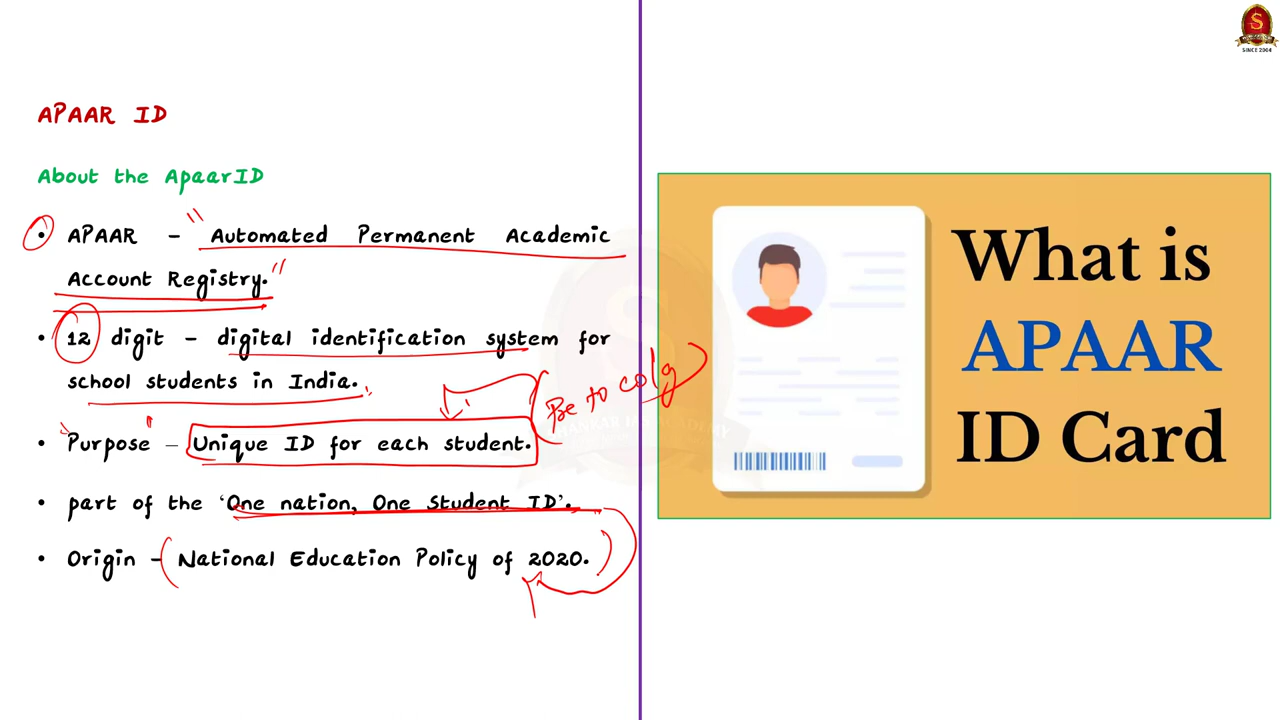 APAAR ID
About the ApaarID
• APAAR – "Automated Permanent Academic
Account Registry."
• 12 digit – digital identification system for
school students in India.
• Purpose – Unique ID for each student.
to colg
• part of the 'One nation, One Student ID'.
• Origin – (National Education Policy of 2020.)
S
SINCE 2004
What is
APAAR
ID Card